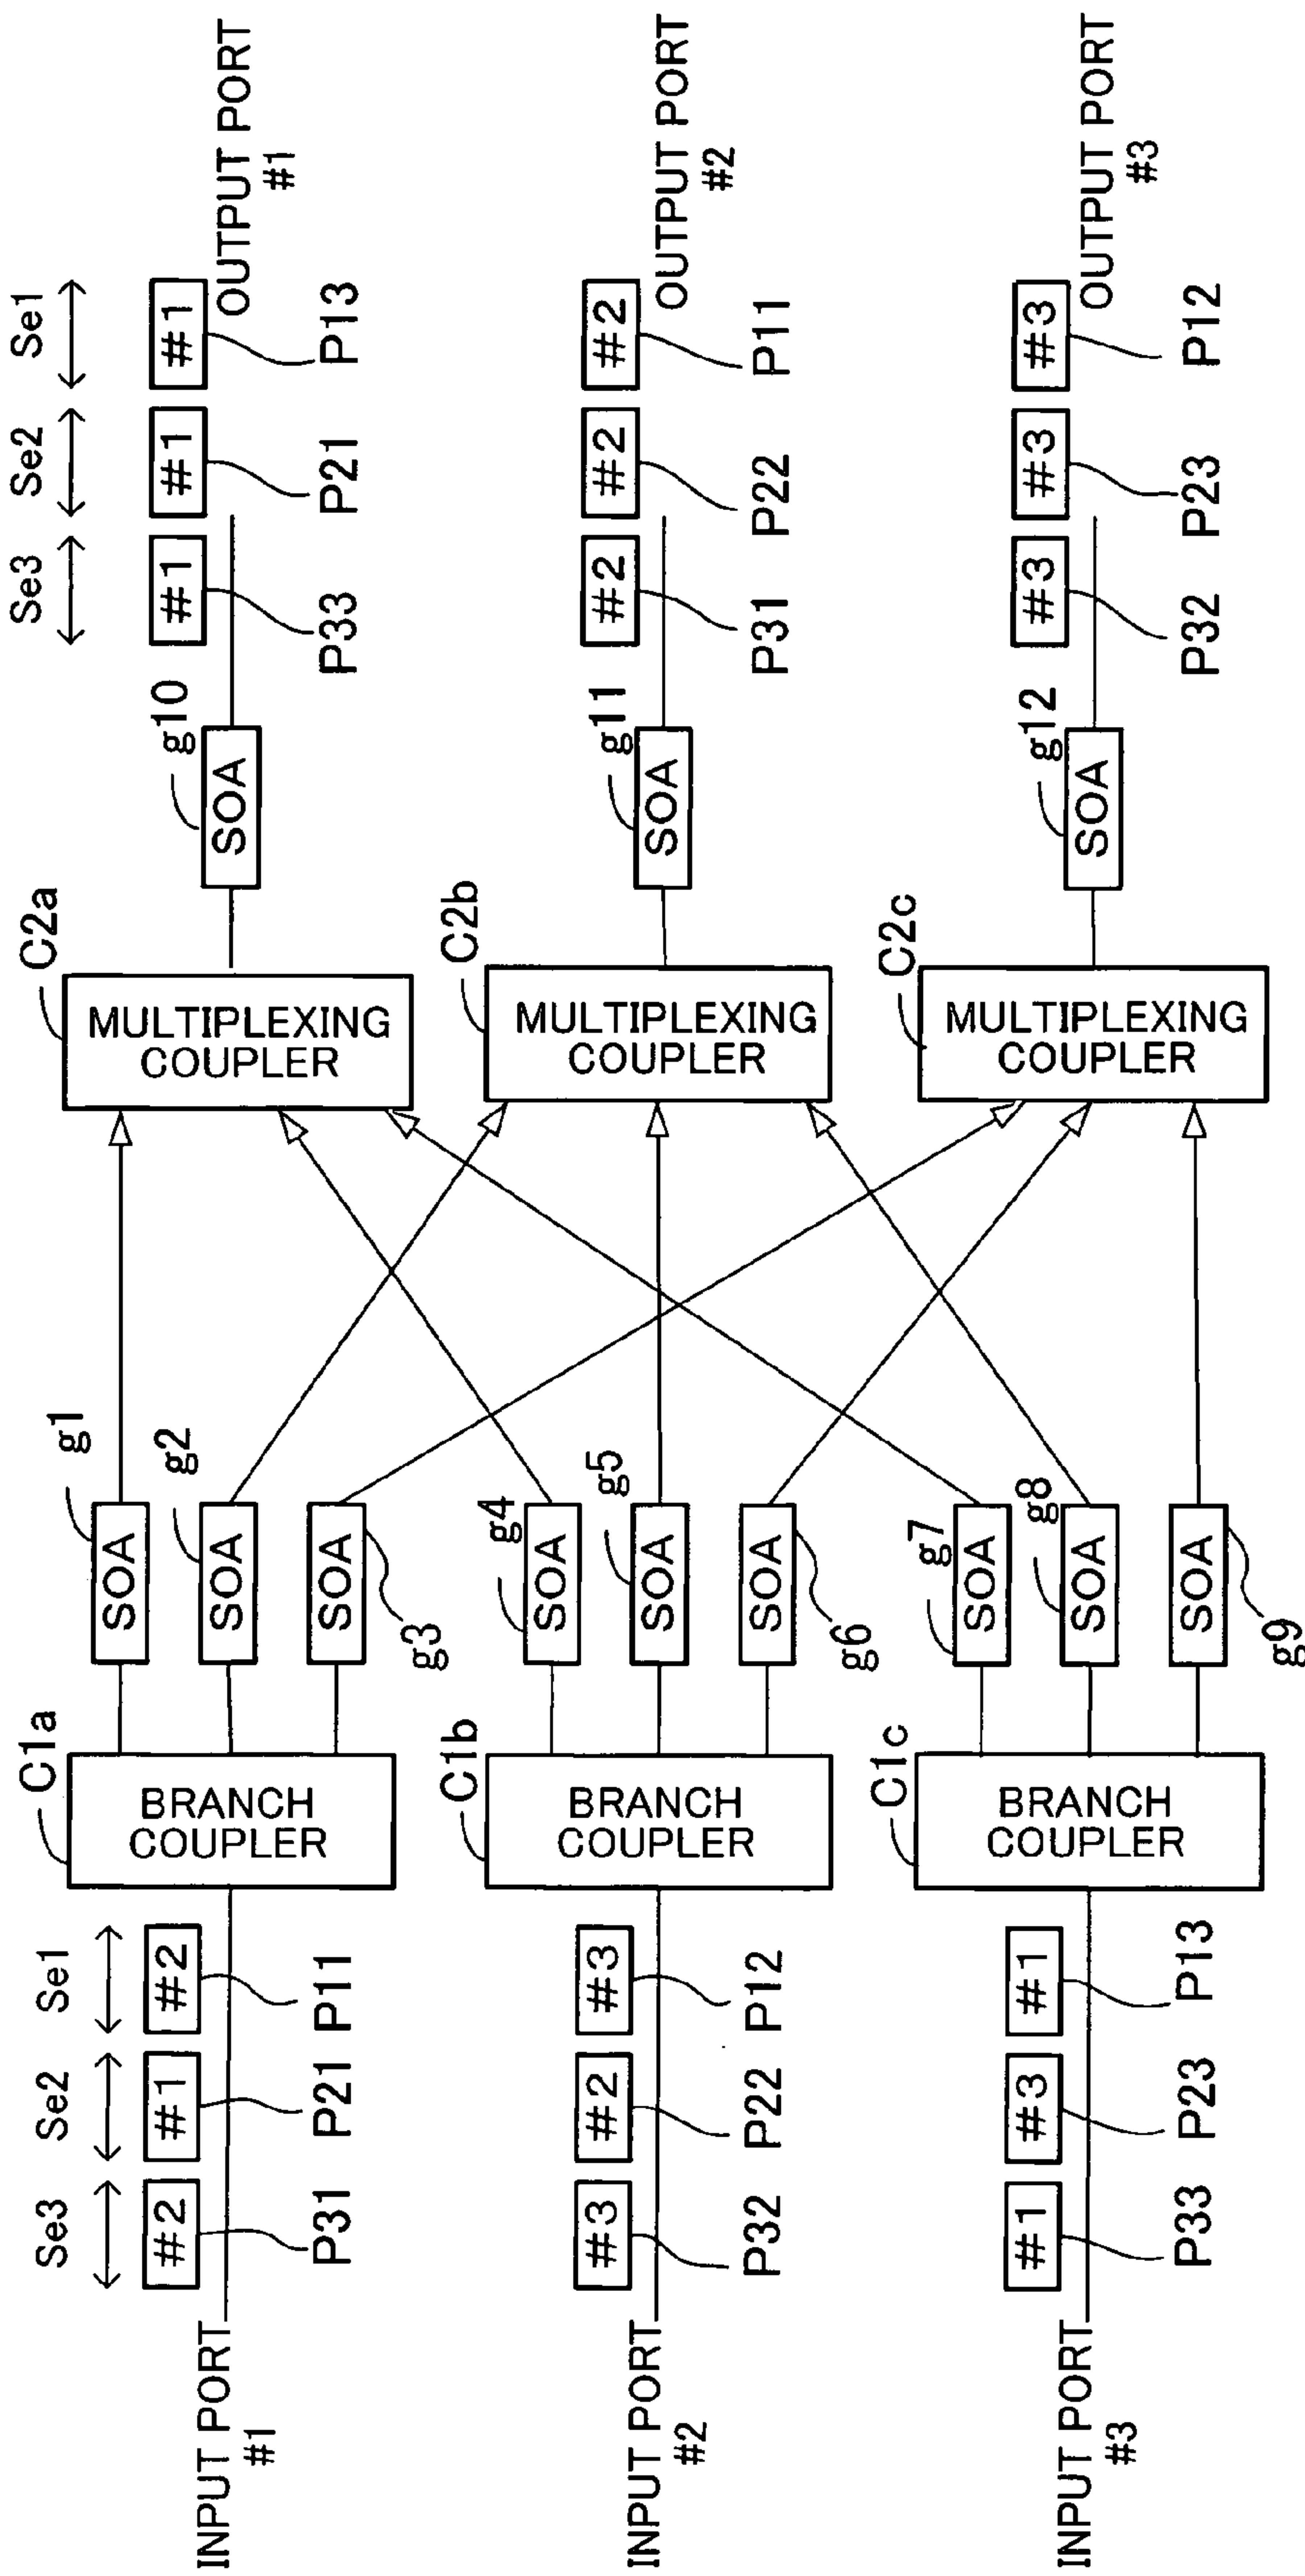 Se3
Se2
Se1
#2
#1
#2
P31
P21
P11
INPUT PORT
#1
C1a
BRANCH
COUPLER
SOA
g1
SOA
g2
SOA
g3
C2a
MULTIPLEXING
COUPLER
SOA
g10
Se3
Se2
Se1
#1
#1
#1
P33
P21
P13
OUTPUT PORT
#1
#3
#2
#3
P32
P22
P12
INPUT PORT
#2
C1b
BRANCH
COUPLER
SOA
g4
SOA
g5
SOA
g6
C2b
MULTIPLEXING
COUPLER
SOA
g11
#2
#2
#2
P31
P22
P11
OUTPUT PORT
#2
#1
#3
#1
P33
P23
P13
INPUT PORT
#3
C1c
BRANCH
COUPLER
SOA
g7
SOA
g8
SOA
g9
C2c
MULTIPLEXING
COUPLER
SOA
g12
#3
#3
#3
P32
P23
P12
OUTPUT PORT
#3